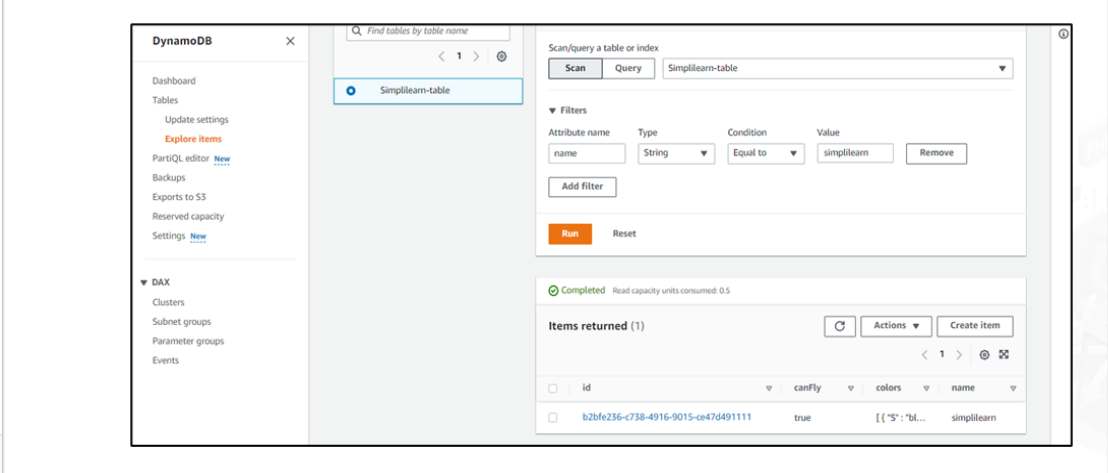 DynamoDB
Dashboard
Tables
Update settings
Explore items
PartiQL editor New
Backups
Exports to S3
Reserved capacity
Settings New
DAX
Clusters
Subnet groups
Parameter groups
Events
Find tables by table name
1
Simplilearn-table
Scan/query a table or index
Scan Query Simplilearn-table
Filters
Attribute name Type Condition Value
name String Equal to simplilearn Remove
Add filter
Run Reset
Completed Read capacity units consumed: 0.5
Items returned (1) Actions Create item
1
id canFly colors name
b2bfe236-c738-4916-9015-ce47d491111 true [ { "S" : "bl... simplilearn